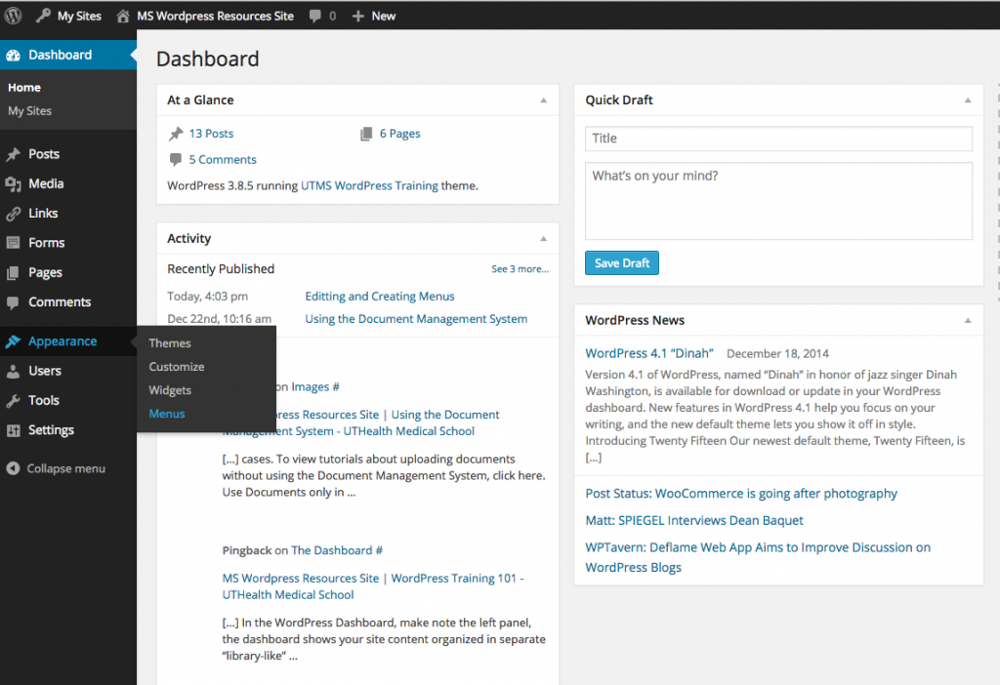 My Sites MS Wordpress Resources Site 0 New
Dashboard
Home
My Sites
Posts
Media
Links
Forms
Pages
Comments
Appearance
Users
Tools
Settings
Collapse menu
Themes
Customize
Widgets
Menus
Dashboard
At a Glance
13 Posts 6 Pages
5 Comments
WordPress 3.8.5 running UTMS WordPress Training theme.
Activity
Recently Published See 3 more...
Today, 4:03 pm Editting and Creating Menus
Dec 22nd, 10:16 am Using the Document Management System
on Images #
press Resources Site | Using the Document
Management System - UTHealth Medical School
[...] cases. To view tutorials about uploading documents
without using the Document Management System, click here.
Use Documents only in ...
Pingback on The Dashboard #
MS Wordpress Resources Site | WordPress Training 101 -
UTHealth Medical School
[...] In the WordPress Dashboard, make note the left panel,
the dashboard shows your site content organized in separate
“library-like” ...
Quick Draft
Title
What's on your mind?
Save Draft
WordPress News
WordPress 4.1 “Dinah” December 18, 2014
Version 4.1 of WordPress, named “Dinah” in honor of jazz singer Dinah
Washington, is available for download or update in your WordPress
dashboard. New features in WordPress 4.1 help you focus on your
writing, and the new default theme lets you show it off in style.
Introducing Twenty Fifteen Our newest default theme, Twenty Fifteen, is
[...]
Post Status: WooCommerce is going after photography
Matt: SPIEGEL Interviews Dean Baquet
WPTavern: Deflame Web App Aims to Improve Discussion on
WordPress Blogs